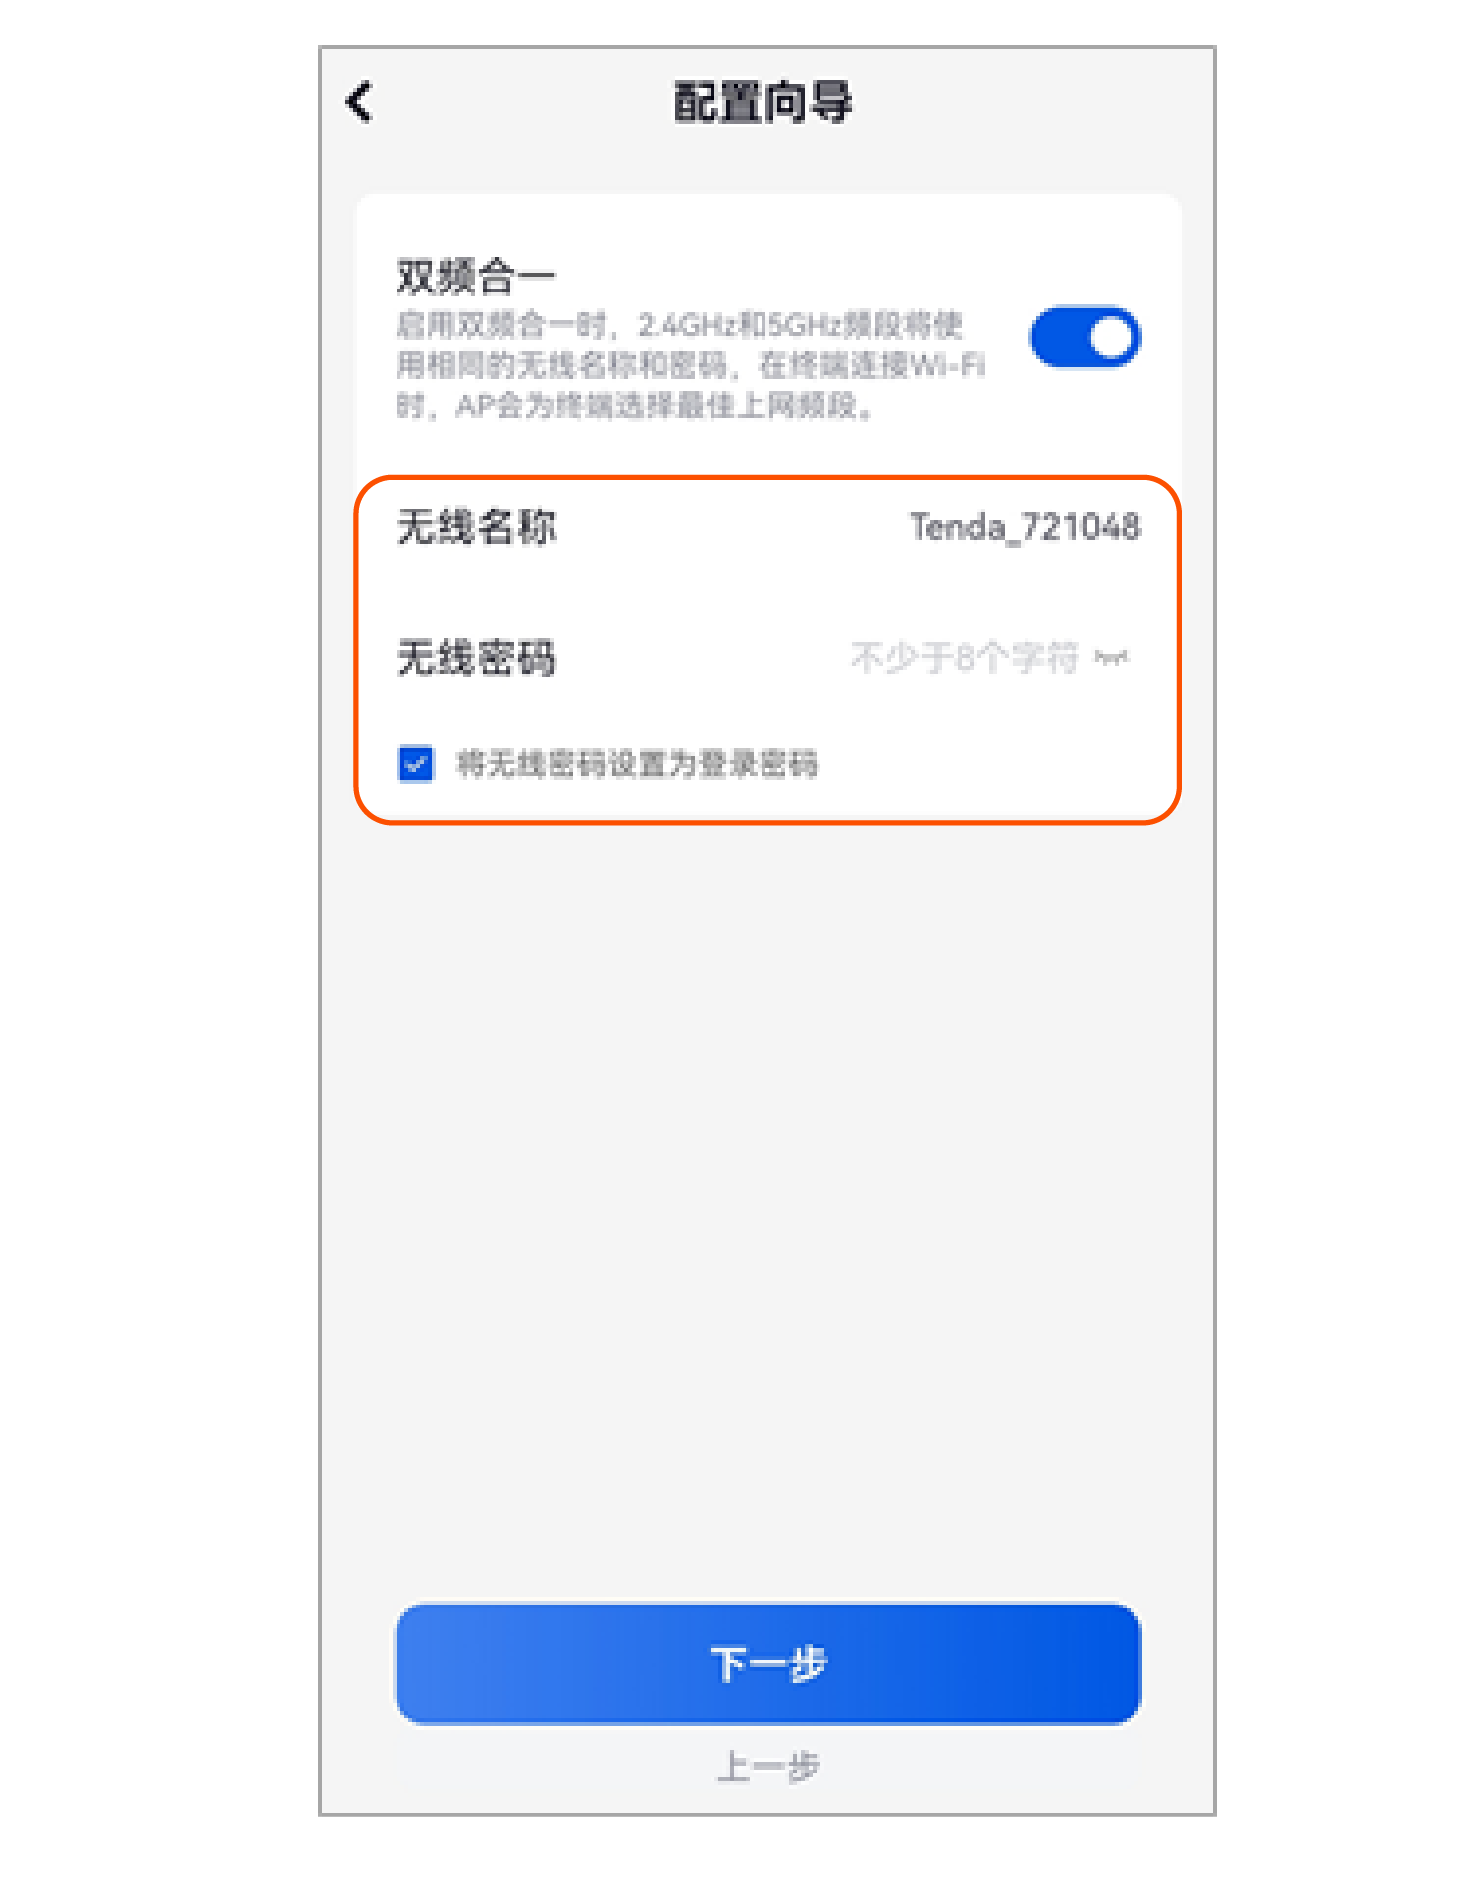 配置向导
双频合一
启用双频合一时，2.4GHz和5GHz频段将使
用相同的无线名称和密码，在终端连接Wi-Fi
时，AP会为终端选择最佳上网频段。
无线名称 Tenda_721048
无线密码 不少于8个字符
将无线密码设置为登录密码
下一步
上一步